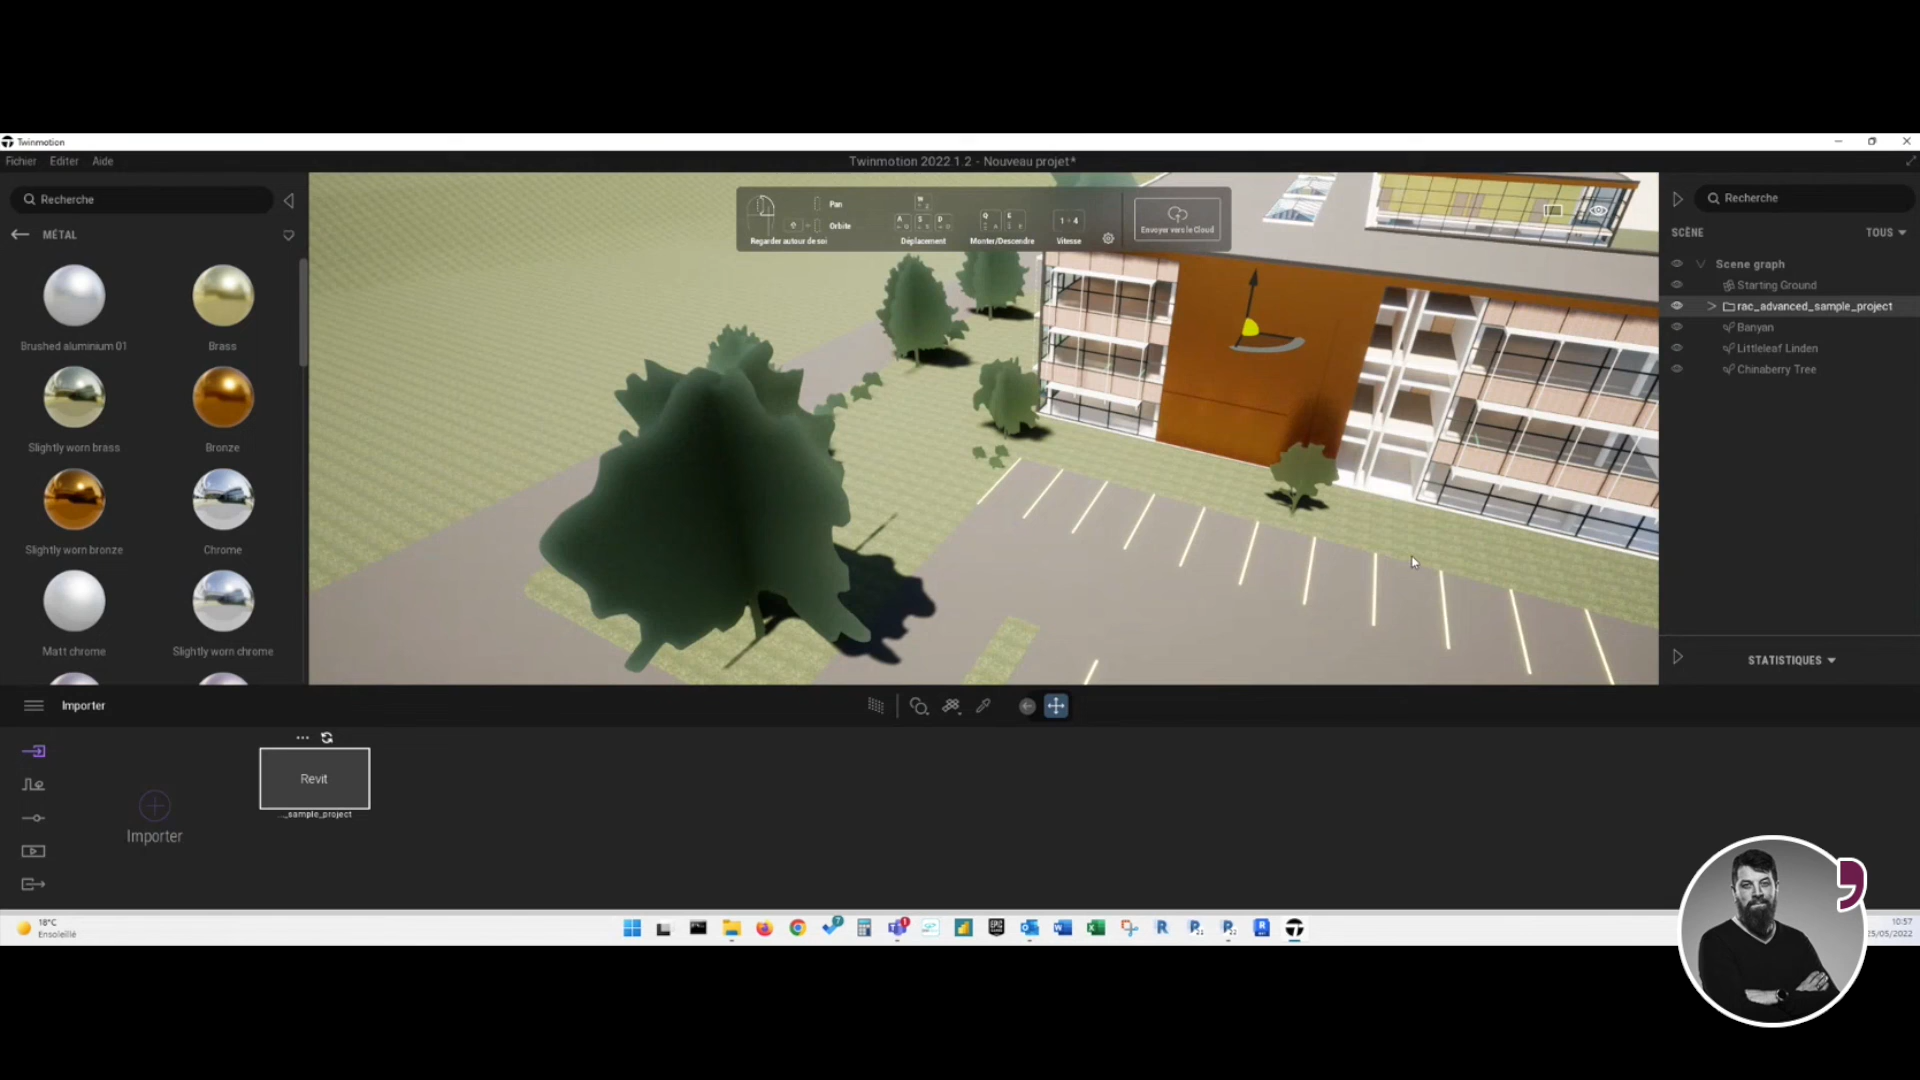 Twinmotion
Fichier Editer Aide
Twinmotion 2022.1.2 - Nouveau projet*
Recherche
MÉTAL
Brushed aluminium 01
Brass
Slightly worn brass
Bronze
Slightly worn bronze
Chrome
Matt chrome
Slightly worn chrome
Pan
Orbite
Regarder autour de soi
W
A S D
Déplacement
Q E
Monter/Descendre
1 - 4
Vitesse
Envoyer vers le Cloud
Recherche
SCÈNE
TOUS
Scene graph
Starting Ground
rac_advanced_sample_project
Banyan
Littleleaf Linden
Chinaberry Tree
STATISTIQUES
Importer
Importer
Revit
..._sample_project
18°C
Ensoleillé
10:57
25/05/2022